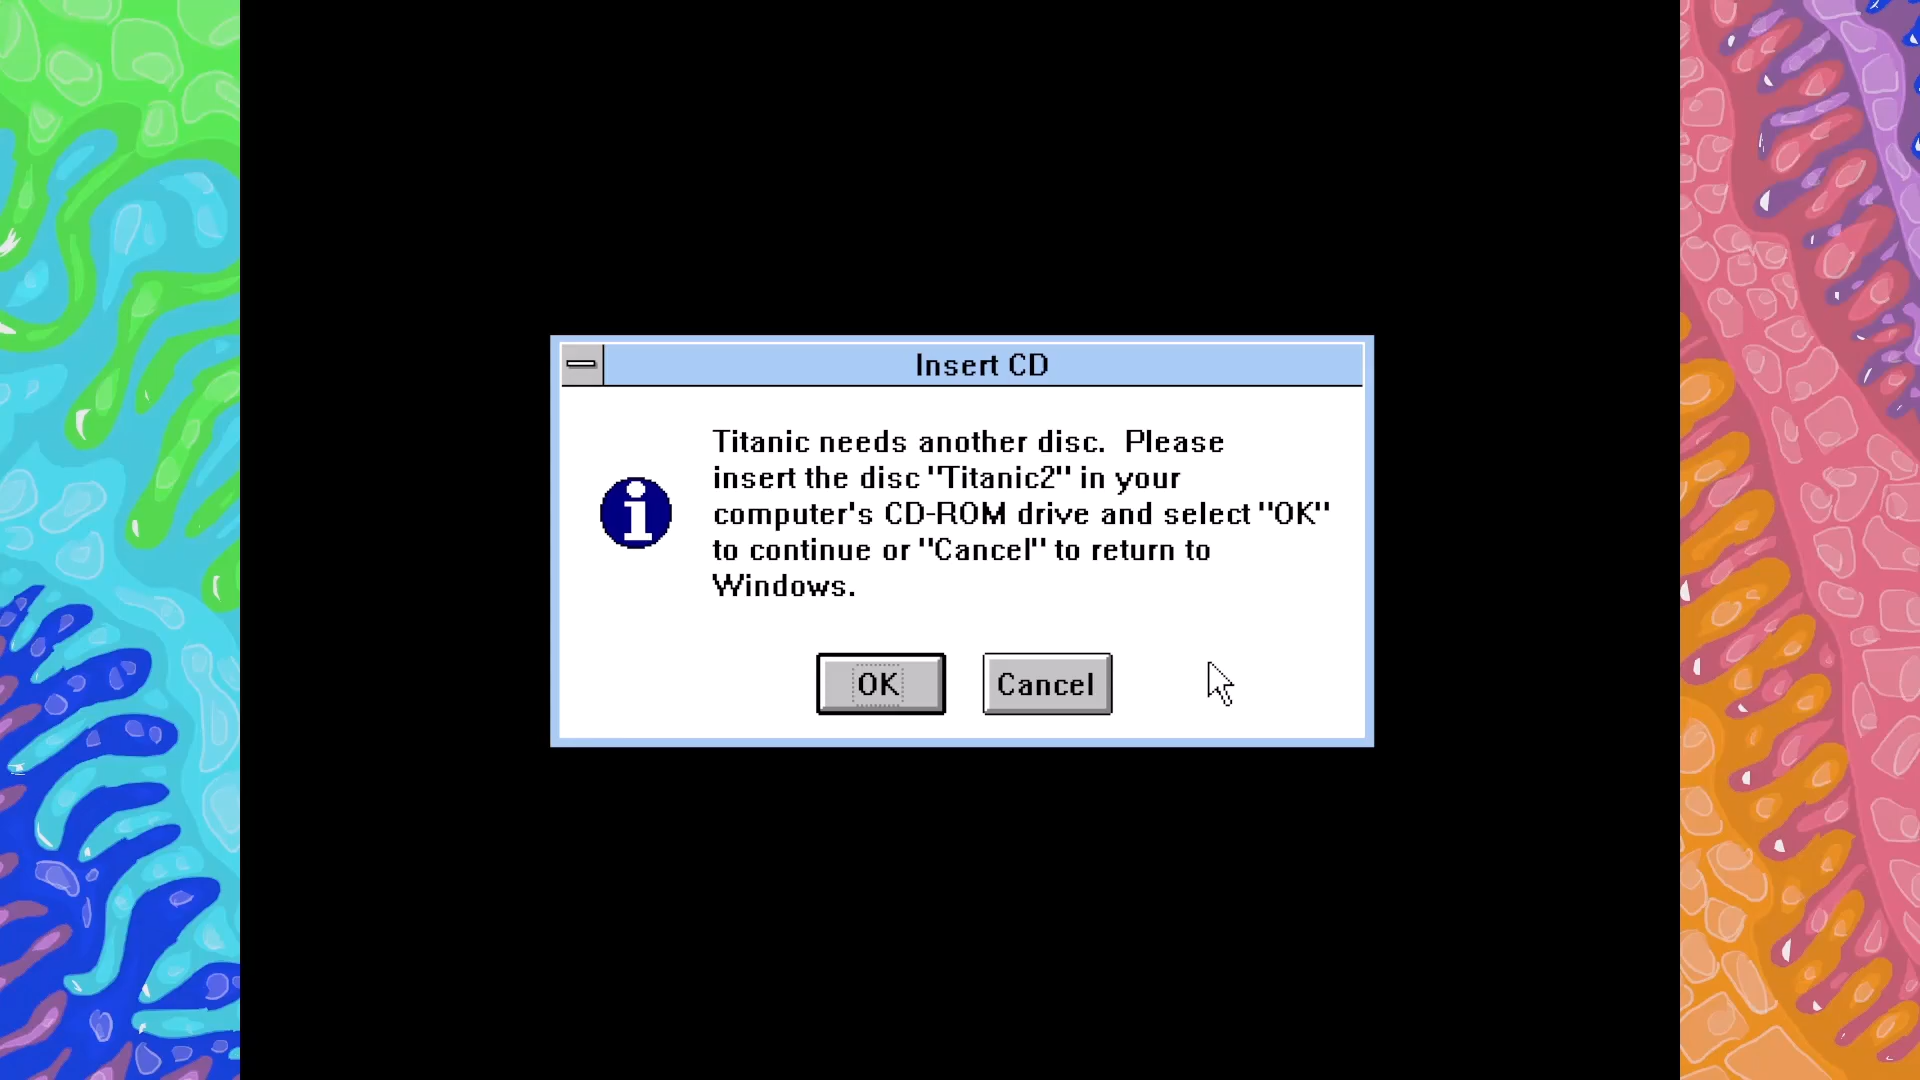 Insert CD
Titanic needs another disc.  Please
insert the disc "Titanic2" in your
computer's CD-ROM drive and select "OK"
to continue or "Cancel" to return to
Windows.
OK
Cancel